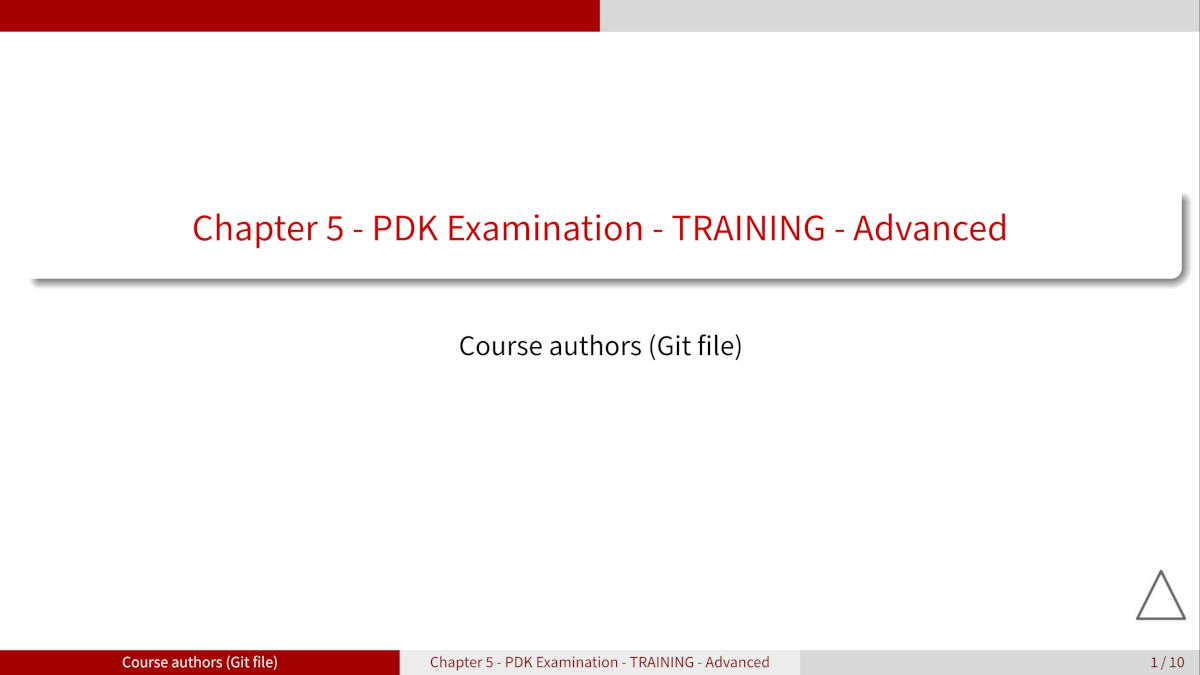 Chapter 5 - PDK Examination - TRAINING - Advanced
Course authors (Git file)
Course authors (Git file)
Chapter 5 - PDK Examination - TRAINING - Advanced
1 / 10